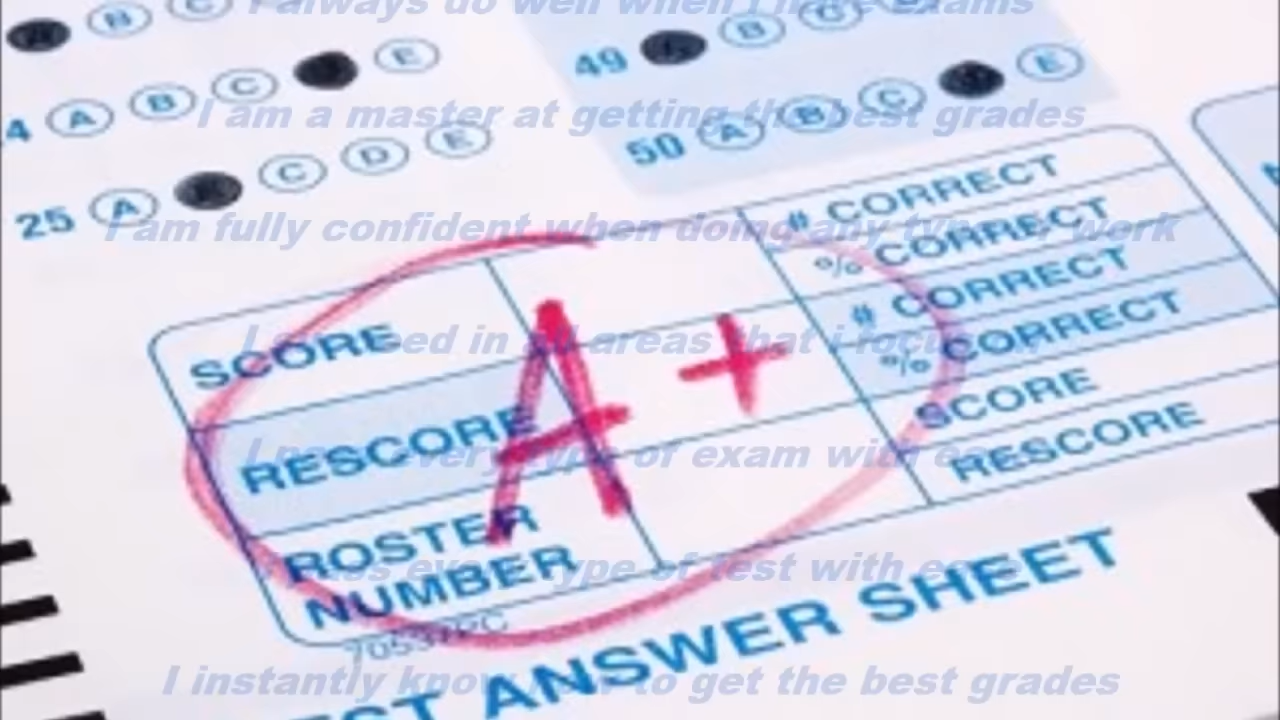 I always do well when I have exams
B C
49 A B C
4 A B C E
I am a master at getting the best grades
50 A B C E
25 A C D E
I am fully confident when doing any type of work
# CORRECT
% CORRECT
# CORRECT
% CORRECT
SCORE
I succeed in all areas that i focus on
A+
RESCORE
SCORE
RESCORE
I pass every type of exam with ease
ROSTER
NUMBER
I pass every type of test with ease
ANSWER SHEET
I instantly know how to get the best grades